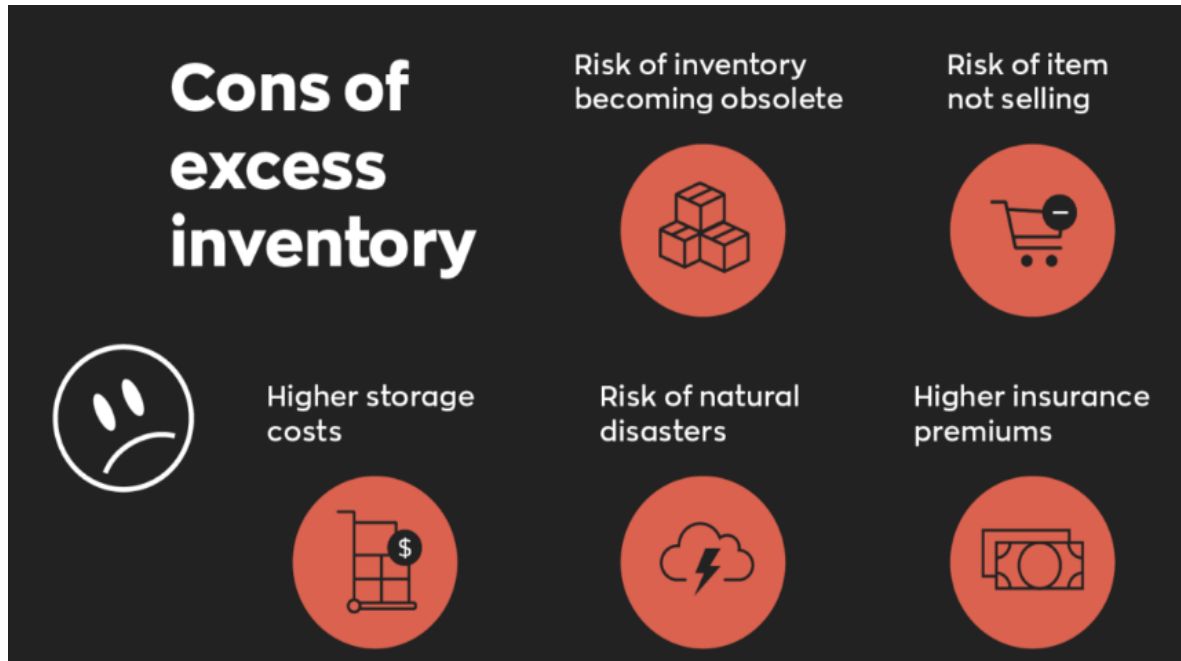 Cons of
excess
inventory
Risk of inventory
becoming obsolete
Risk of item
not selling
Higher storage
costs
$
Risk of natural
disasters
Higher insurance
premiums